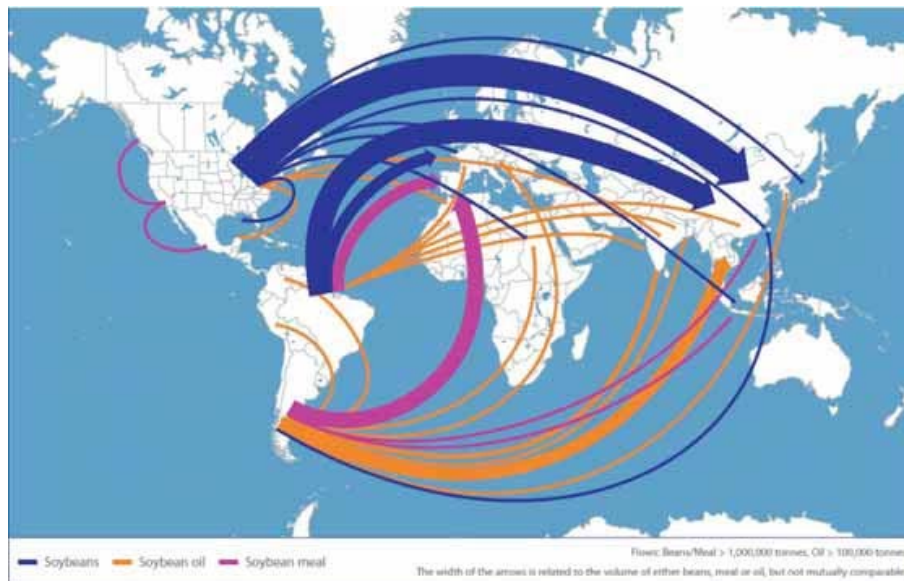 Soybeans Soybean oil Soybean meal
Flows: Beans/Meal > 1,000,000 tonnes, Oil > 100,000 tonnes
The width of the arrows is related to the volume of either beans, meal or oil, but not mutually comparable